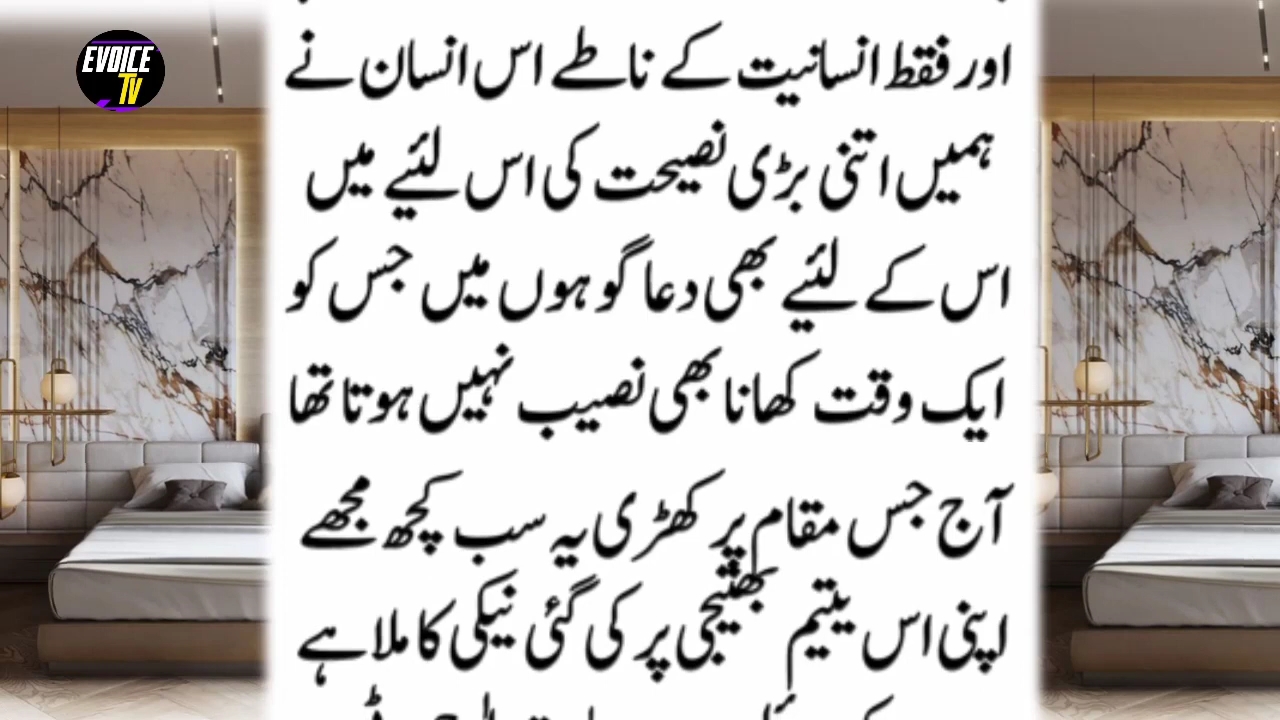 EVOICE
TV
اور فقط انسانیت کے ناطے اس انسان نے
ہمیں اتنی بڑی نصیحت کی اس لئیے میں
اس کے لئیے بھی دعا گو ہوں میں جس کو
ایک وقت کھانا بھی نصیب نہیں ہوتا تھا
آج جس مقام پر کھڑی یہ سب کچھ مجھے
اپنی اس یتیم بھتیجی پر کی گئی نیکی کا ملا ہے